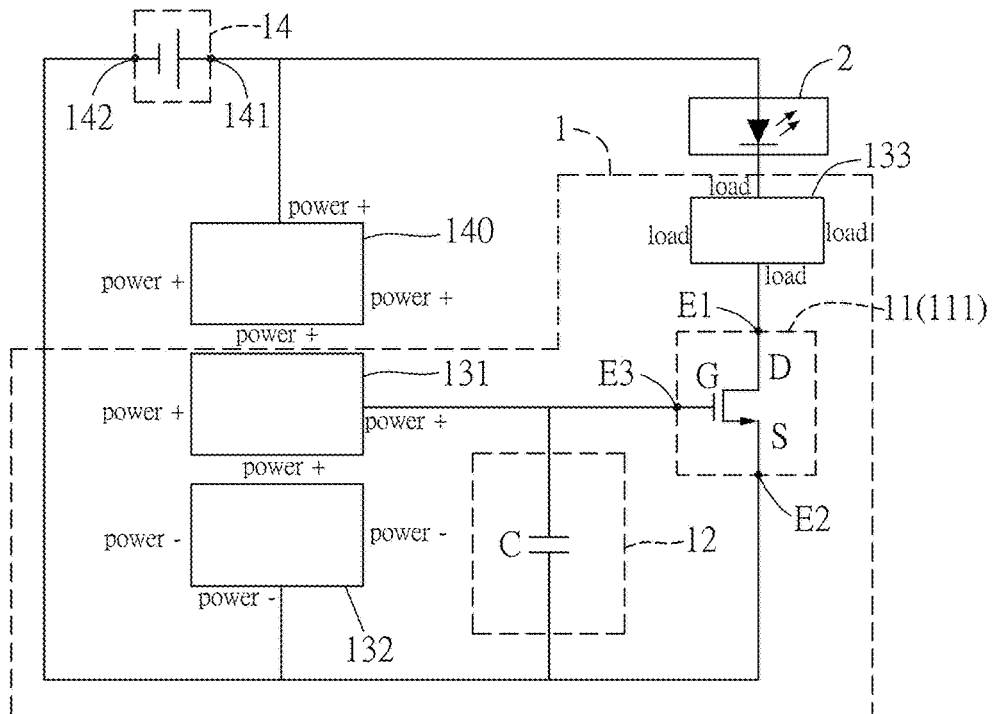 14
142
141
2
1
133
load
load
load
load
power +
140
power +
power +
power +
E1
11(111)
131
E3
G
D
power +
power +
S
power +
E2
power -
power -
C
12
power -
132